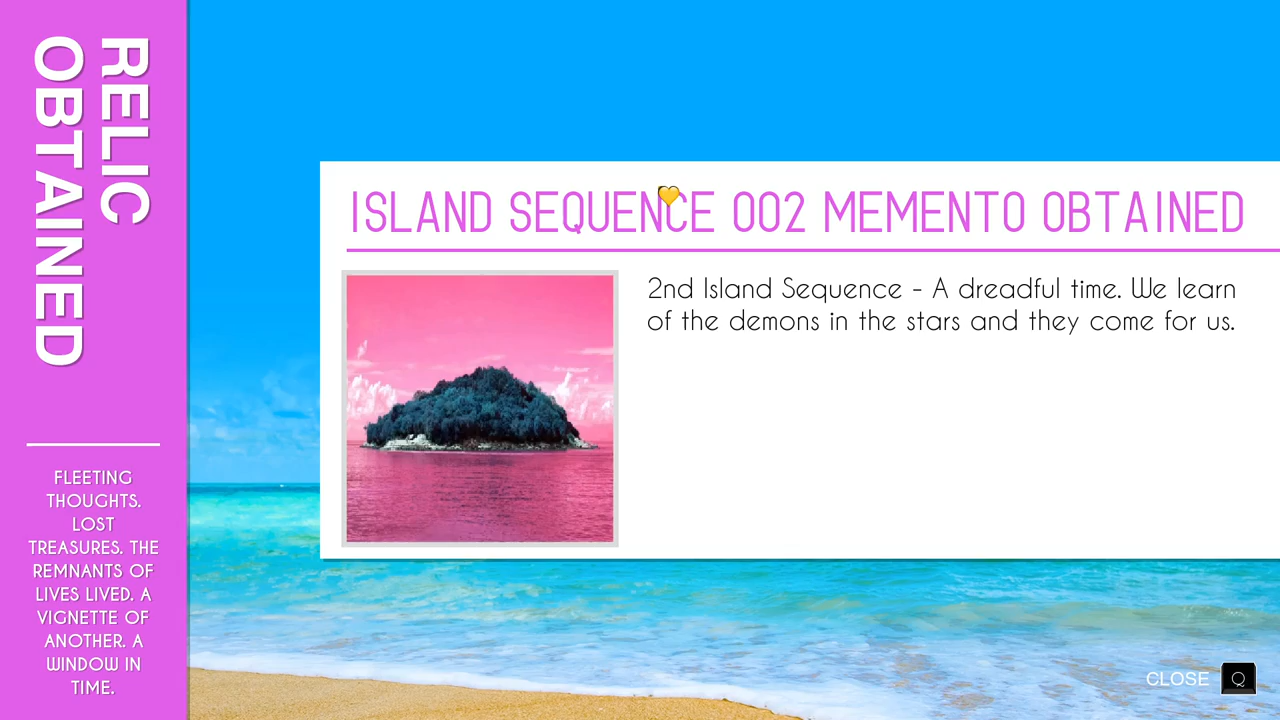 RELIC
OBTAINED
FLEETING
THOUGHTS.
LOST
TREASURES. THE
REMNANTS OF
LIVES LIVED. A
VIGNETTE OF
ANOTHER. A
WINDOW IN
TIME.
ISLAND SEQUENCE 002 MEMENTO OBTAINED
2nd Island Sequence - A dreadful time. We learn
of the demons in the stars and they come for us.
CLOSE Q